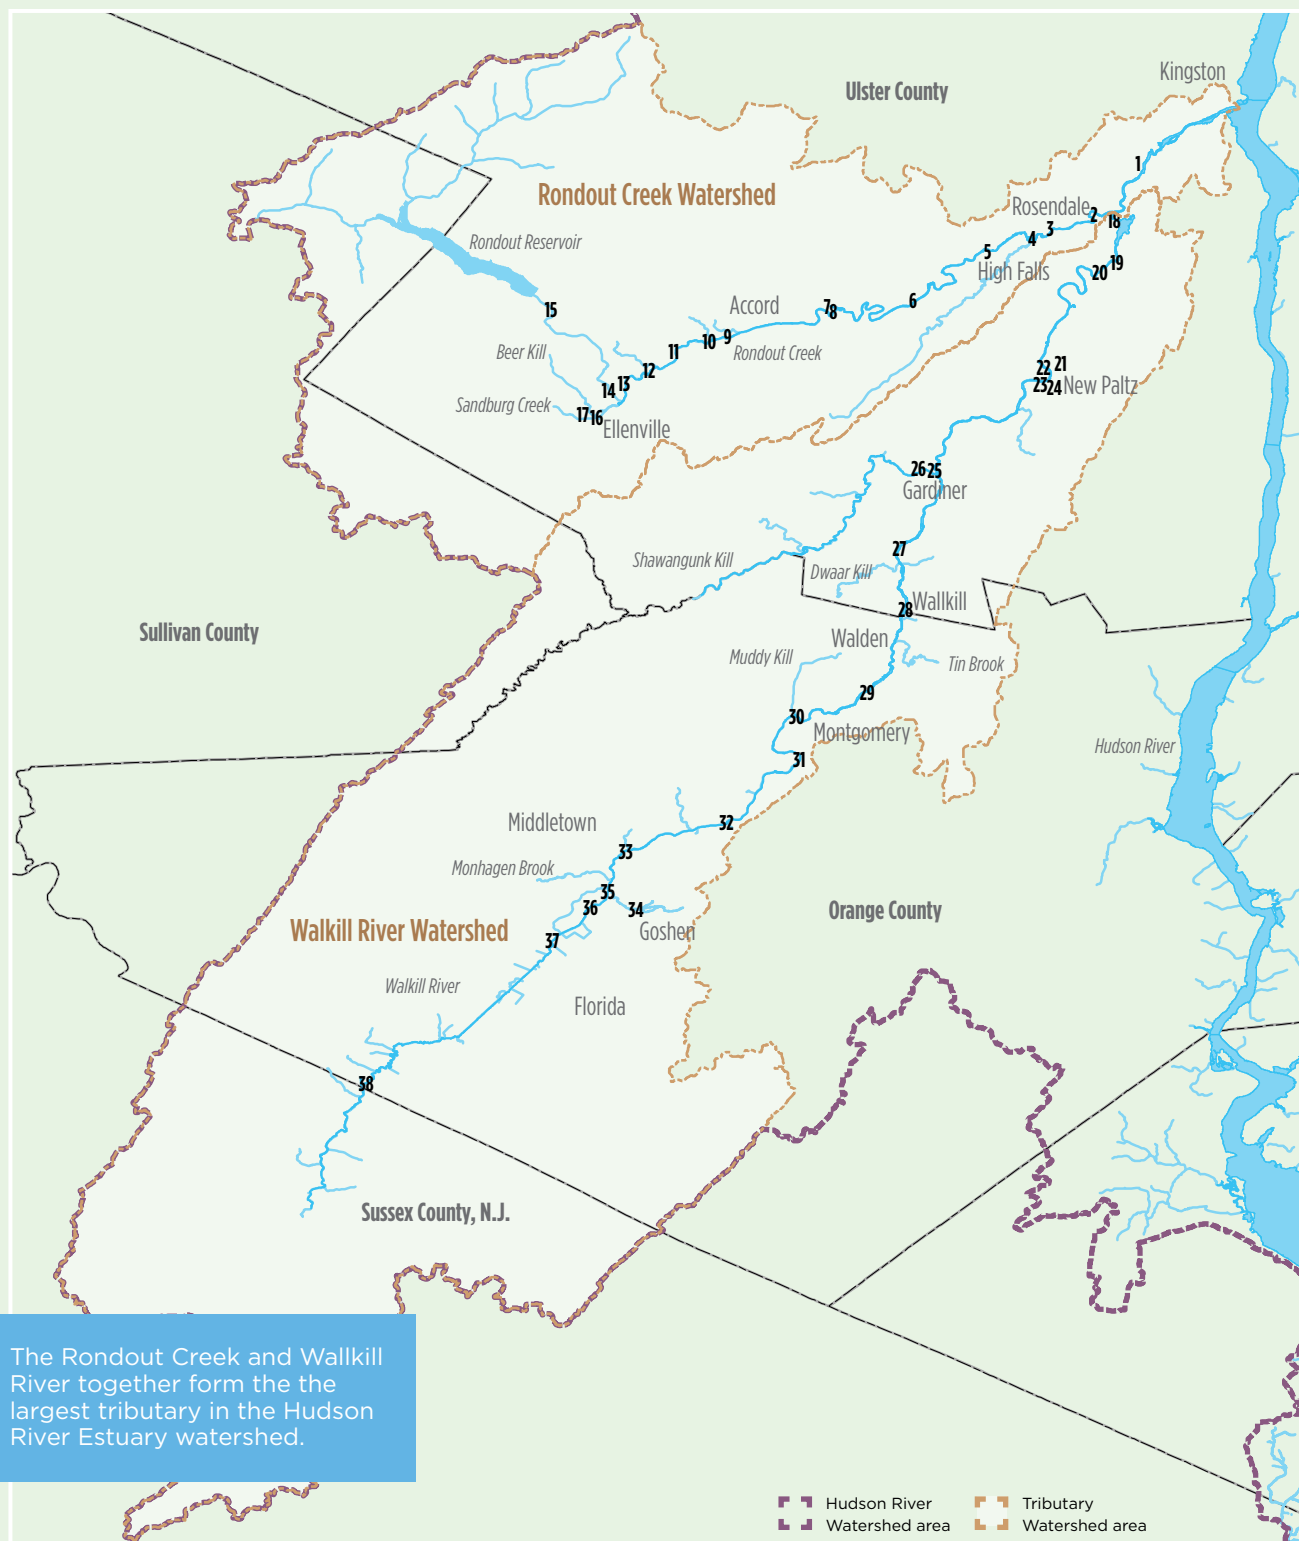 Kingston
Ulster County
1
Rondout Creek Watershed
Rosendale
2
18
3
4
Rondout Reservoir
5
High Falls
19
20
6
Accord
7
8
15
9
10
Rondout Creek
11
Beer Kill
12
13
14
22
21
23
24
New Paltz
Sandburg Creek
17
16
Ellenville
26
25
Gardiner
27
Shawangunk Kill
Dwaar Kill
28
Wallkill
Sullivan County
Walden
Muddy Kill
Tin Brook
29
30
Montgomery
Hudson River
31
Middletown
32
33
Monhagen Brook
35
36
34
Orange County
Walkill River Watershed
Goshen
37
Walkill River
Florida
38
Sussex County, N.J.
The Rondout Creek and Wallkill
River together form the the
largest tributary in the Hudson
River Estuary watershed.
Hudson River
Watershed area
Tributary
Watershed area